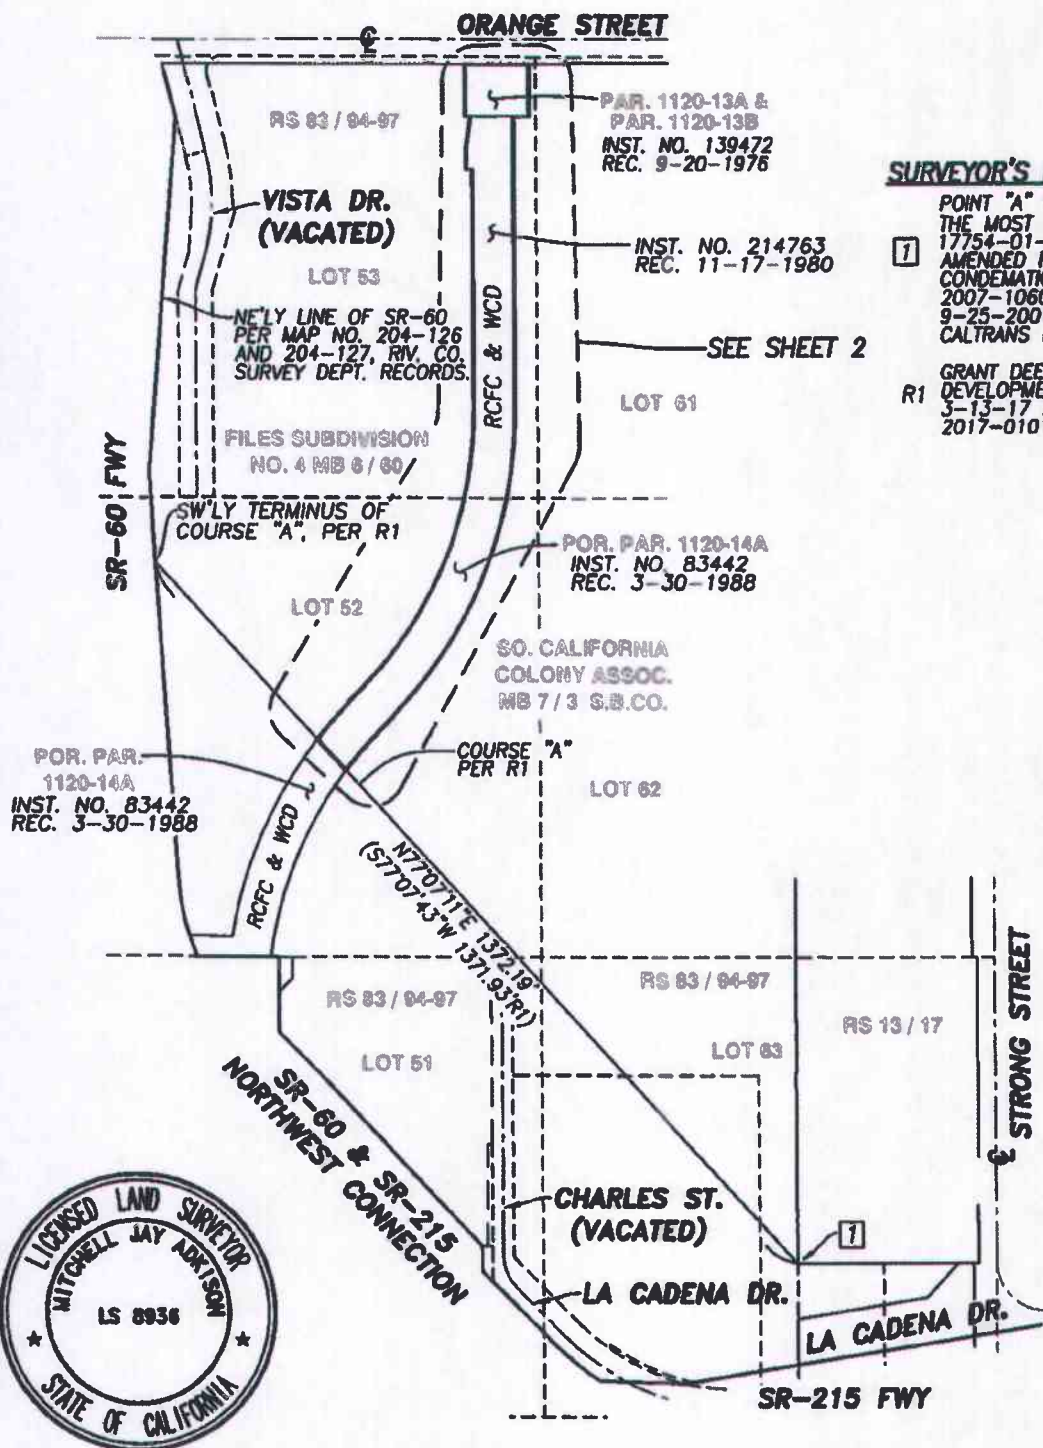 ORANGE STREET
RS 83 / 94-97
PAR. 1120-13A &
PAR. 1120-13B
INST. NO. 139472
REC. 9-20-1976
SURVEYOR'S
POINT "A"
THE MOST
1
17754-01-
AMENDED
CONDEMATI
2007-1060
9-25-200
CALTRANS
GRANT DEE
R1 DEVELOPME
3-13-17
2017-010
VISTA DR.
(VACATED)
INST. NO. 214763
REC. 11-17-1980
LOT 53
NE'LY LINE OF SR-60
PER MAP NO. 204-126
AND 204-127, RIV. CO.
SURVEY DEPT. RECORDS.
RCFC & WCD
SEE SHEET 2
LOT 61
FILES SUBDIVISION
NO. 4 MB 6 / 60
SR-60 FWY
SW'LY TERMINUS OF
COURSE "A", PER R1
POR. PAR. 1120-14A
INST. NO. 83442
REC. 3-30-1988
LOT 52
SO. CALIFORNIA
COLONY ASSOC.
MB 7 / 3 S.B.CO.
COURSE "A"
PER R1
POR. PAR.
1120-14A
INST. NO. 83442
REC. 3-30-1988
LOT 62
RCFC & WCD
N77°07'11"E 1372.19'
(S77°07'43"W 1371.93'R1)
RS 83 / 94-97
RS 83 / 94-97
RS 13 / 17
STRONG STREET
LOT 51
LOT 63
SR-60 & SR-215
NORTHWEST CONNECTION
CHARLES ST.
(VACATED)
1
LA CADENA DR.
LA CADENA DR.
SR-215 FWY
LICENSED LAND SURVEYOR
MITCHELL JAY ADKISON
LS 8936
STATE OF CALIFORNIA